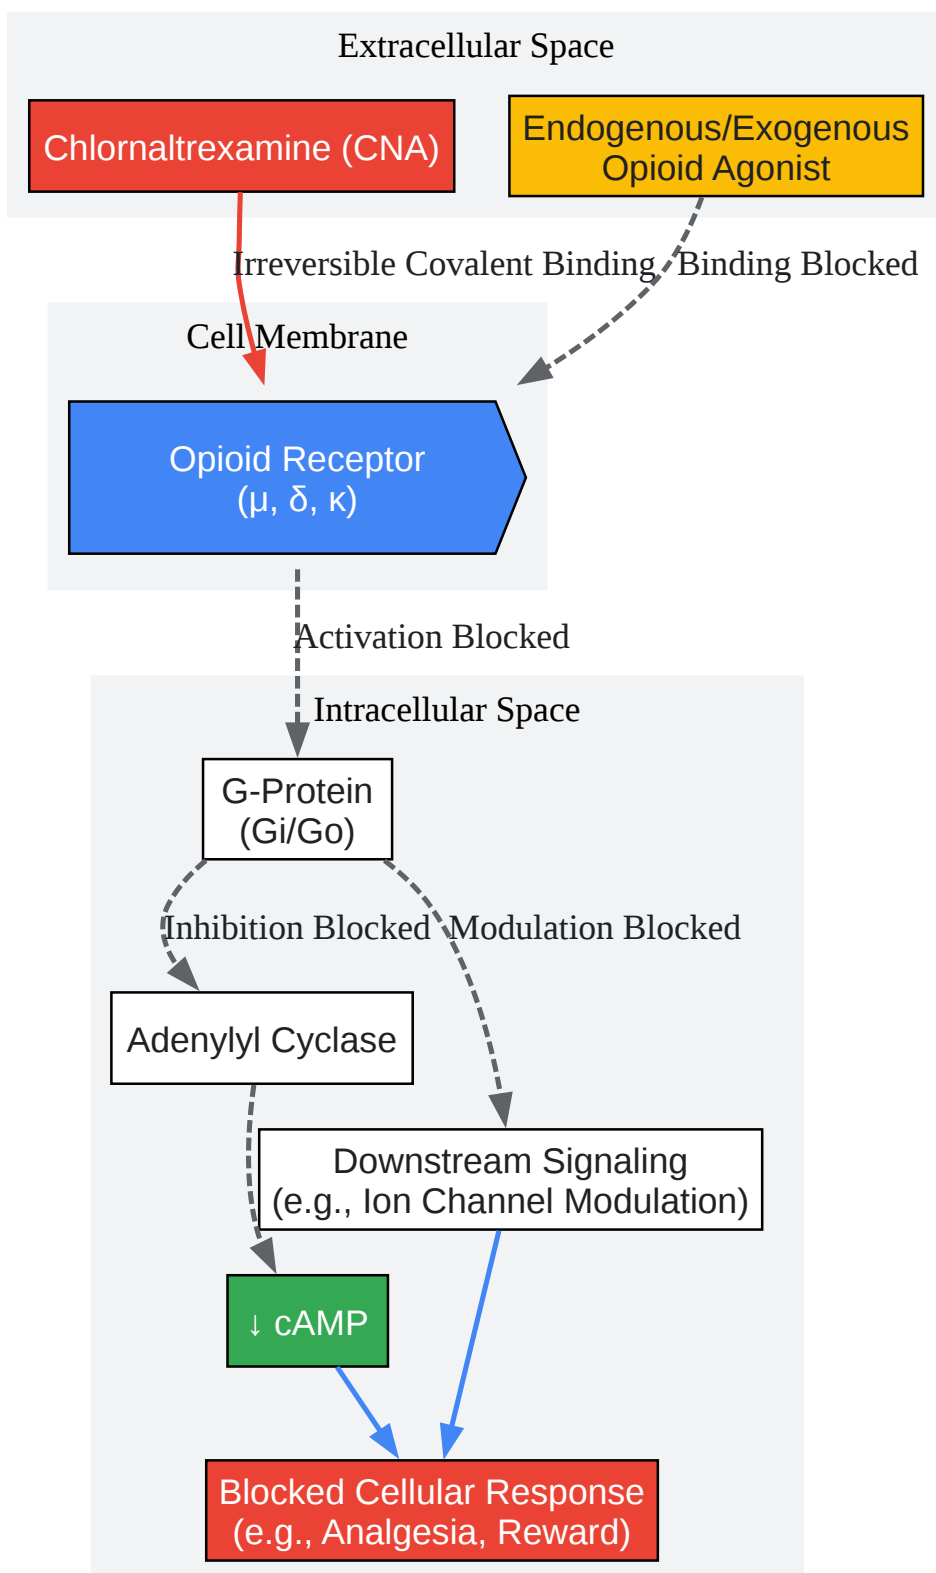 Extracellular Space
Chlornaltrexamine (CNA)
Endogenous/Exogenous
Opioid Agonist
Irreversible Covalent Binding
Binding Blocked
Cell Membrane
Opioid Receptor
(μ, δ, κ)
Activation Blocked
Intracellular Space
G-Protein
(Gi/Go)
Inhibition Blocked
Modulation Blocked
Adenylyl Cyclase
Downstream Signaling
(e.g., Ion Channel Modulation)
↓ cAMP
Blocked Cellular Response
(e.g., Analgesia, Reward)